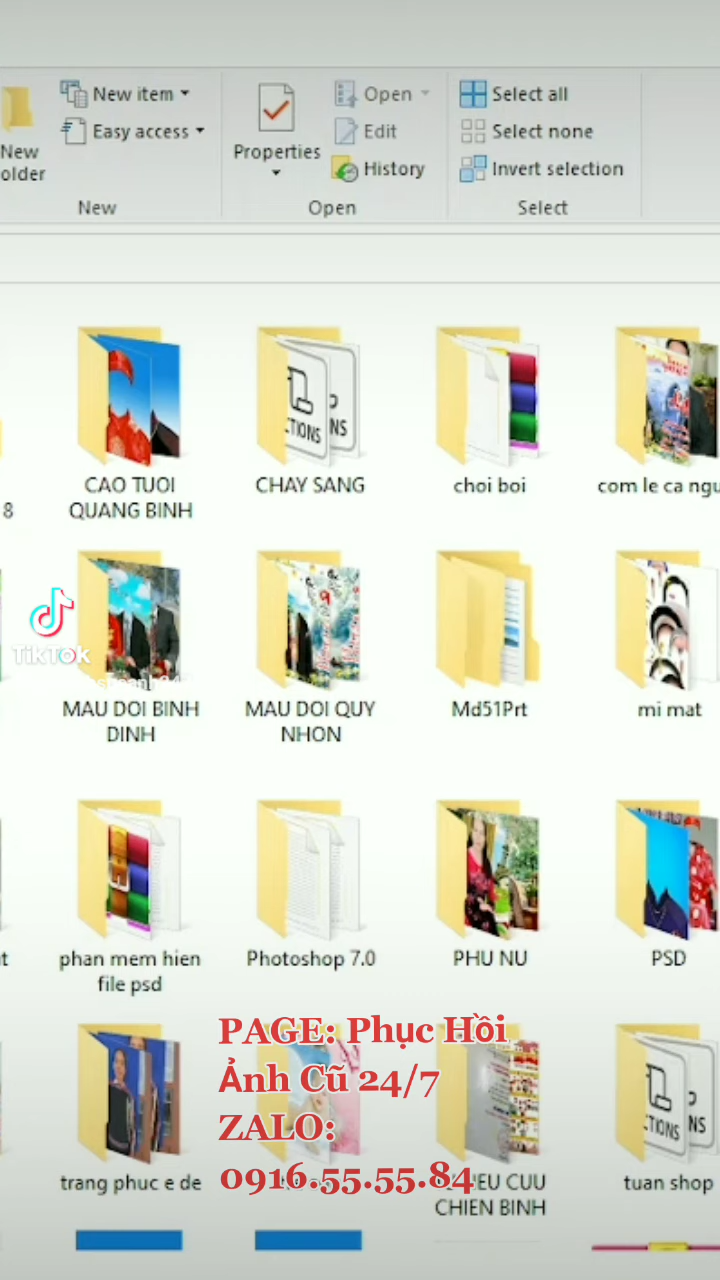 New item
Easy access
New
older
New
Properties
Open
Edit
History
Open
Select all
Select none
Invert selection
Select
8
CAO TUOI
QUANG BINH
CHAY SANG
choi boi
com le ca ngu
TikTok
MAU DOI BINH
DINH
MAU DOI QUY
NHON
Md51Prt
mi mat
phan mem hien
file psd
Photoshop 7.0
PHU NU
PSD
trang phuc e de
CUU
CHIEN BINH
tuan shop
PAGE: Phục Hồi
Ảnh Cũ 24/7
ZALO:
0916.55.55.84